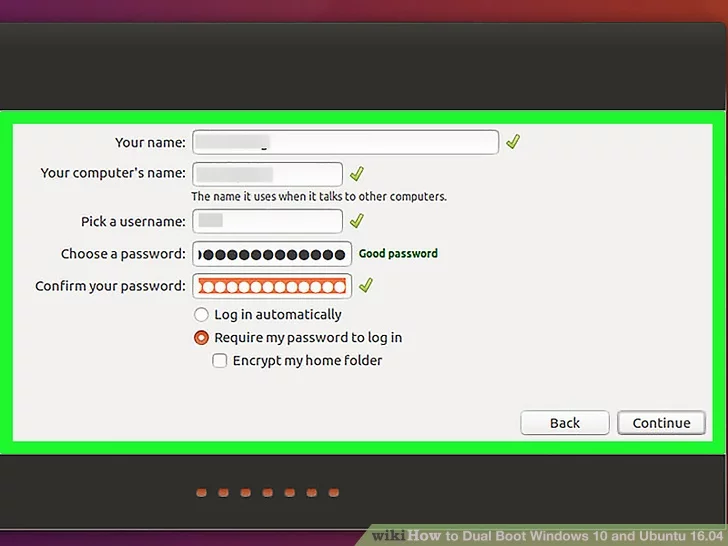 Your name:
Your computer's name:
The name it uses when it talks to other computers.
Pick a username:
Choose a password: Good password
Confirm your password:
Log in automatically
Require my password to log in
Encrypt my home folder
Back Continue
wikiHow to Dual Boot Windows 10 and Ubuntu 16.04